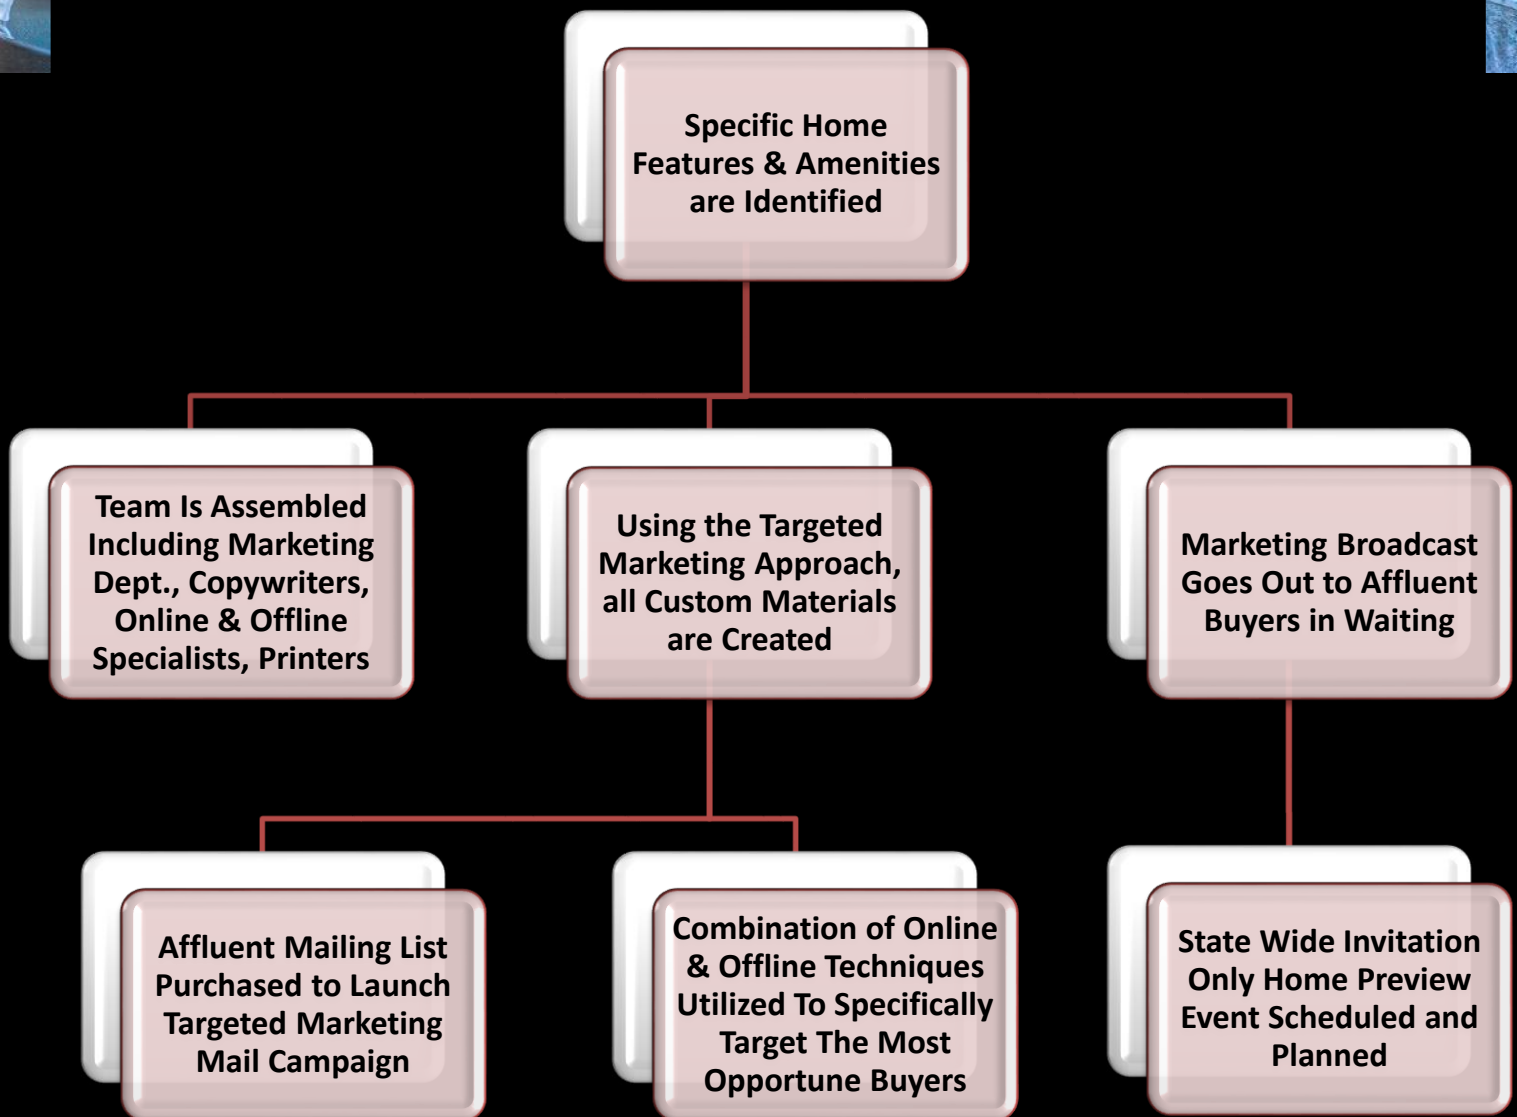 Specific Home
Features & Amenities
are Identified
Team Is Assembled
Including Marketing
Dept., Copywriters,
Online & Offline
Specialists, Printers
Using the Targeted
Marketing Approach,
all Custom Materials
are Created
Marketing Broadcast
Goes Out to Affluent
Buyers in Waiting
Affluent Mailing List
Purchased to Launch
Targeted Marketing
Mail Campaign
Combination of Online
& Offline Techniques
Utilized To Specifically
Target The Most
Opportune Buyers
State Wide Invitation
Only Home Preview
Event Scheduled and
Planned